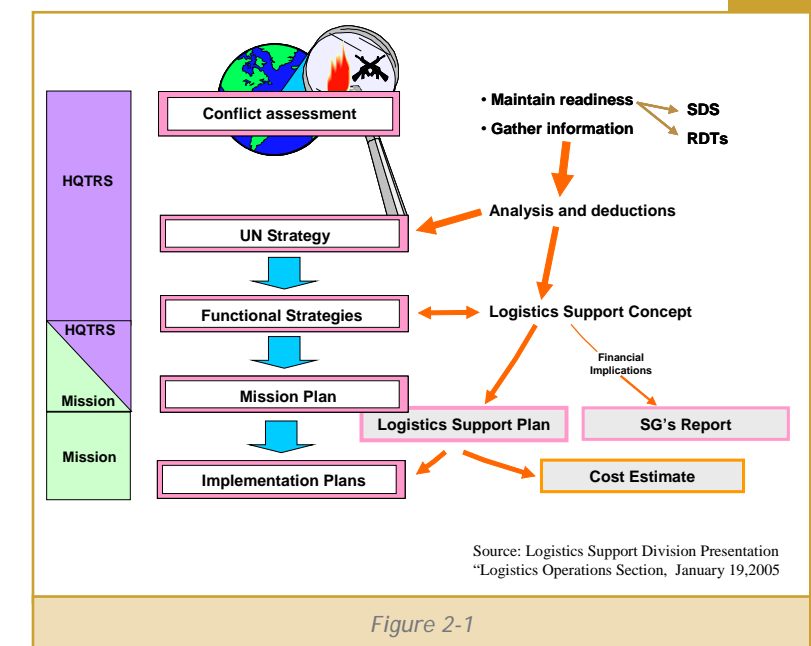 Conflict assessment
• Maintain readiness
• Gather information
SDS
RDTs
HQTRS
Analysis and deductions
UN Strategy
Functional Strategies
Logistics Support Concept
HQTRS
Financial
Implications
Mission
Mission Plan
Logistics Support Plan
SG's Report
Mission
Implementation Plans
Cost Estimate
Source: Logistics Support Division Presentation
“Logistics Operations Section, January 19,2005
Figure 2-1